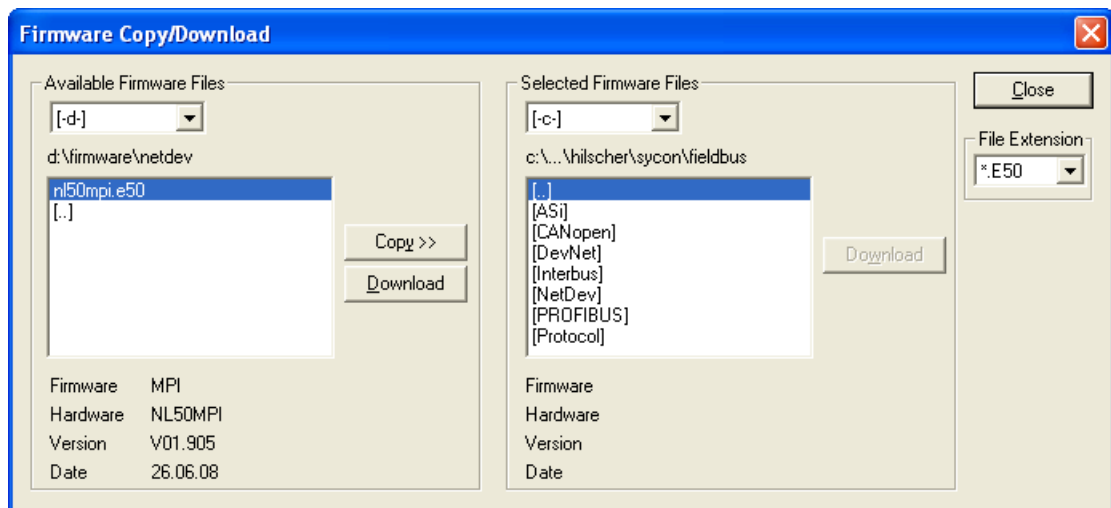 Firmware Copy/Download
Available Firmware Files
[-d-]
d:\firmware\netdev
nl50mpi.e50
[..]
Copy >>
Download
Firmware MPI
Hardware NL50MPI
Version V01.905
Date 26.06.08
Selected Firmware Files
[-c-]
c:\...\hilscher\sycon\fieldbus
[..]
[ASi]
[CANopen]
[DevNet]
[Interbus]
[NetDev]
[PROFIBUS]
[Protocol]
Download
Firmware
Hardware
Version
Date
Close
File Extension
*.E50